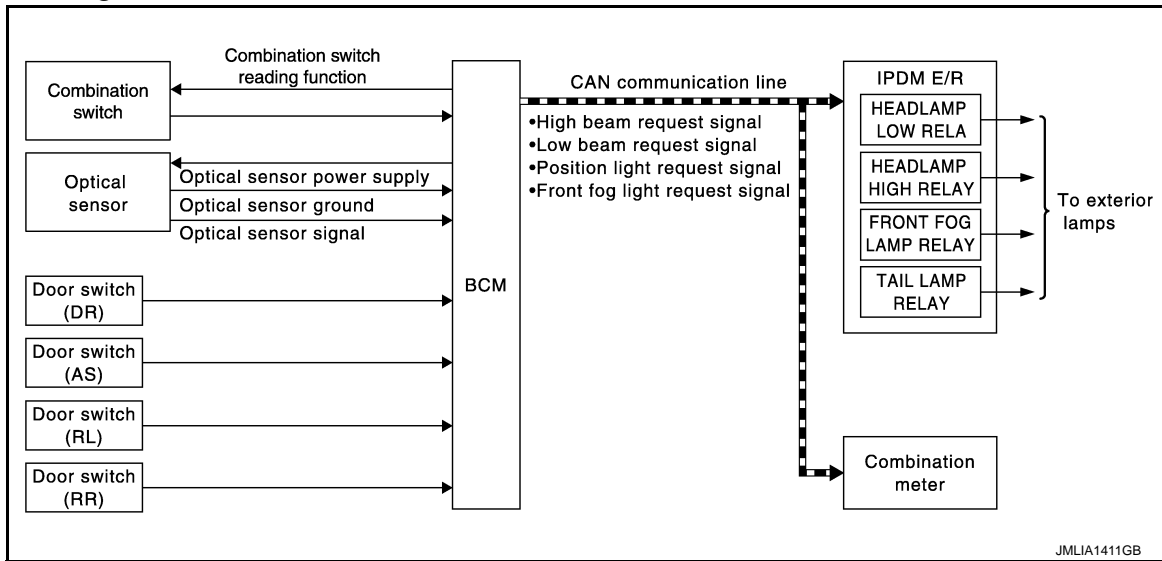 Combination switch
reading function
Combination
switch
Optical
sensor
Optical sensor power supply
Optical sensor ground
Optical sensor signal
Door switch
(DR)
Door switch
(AS)
Door switch
(RL)
Door switch
(RR)
BCM
CAN communication line
•High beam request signal
•Low beam request signal
•Position light request signal
•Front fog light request signal
IPDM E/R
HEADLAMP
LOW RELA
HEADLAMP
HIGH RELAY
FRONT FOG
LAMP RELAY
TAIL LAMP
RELAY
To exterior
lamps
Combination
meter
JMLIA1411GB